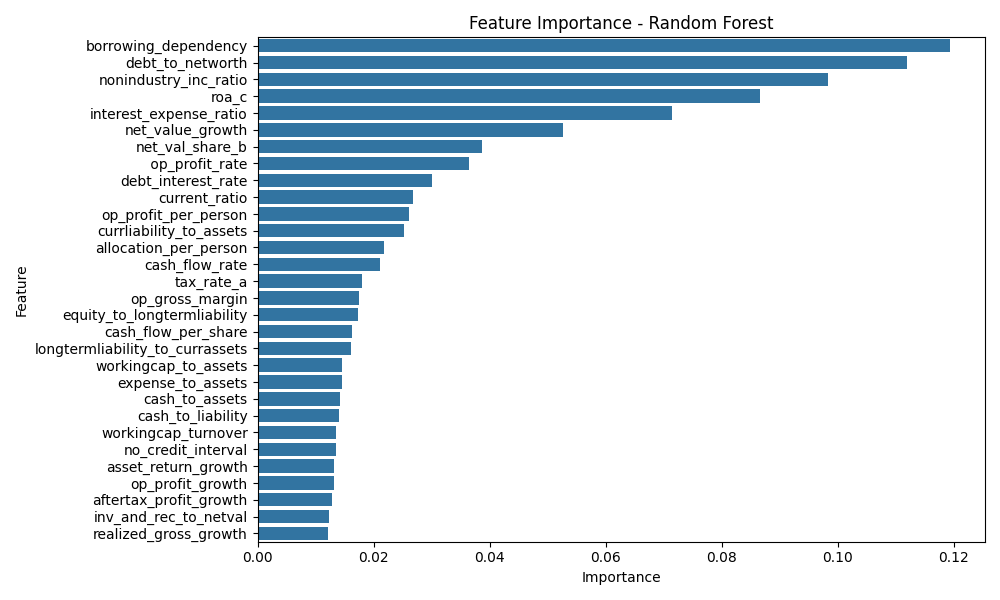 Feature Importance - Random Forest
borrowing_dependency
debt_to_networth
nonindustry_inc_ratio
roa_c
interest_expense_ratio
net_value_growth
net_val_share_b
op_profit_rate
debt_interest_rate
current_ratio
op_profit_per_person
currliability_to_assets
allocation_per_person
cash_flow_rate
tax_rate_a
op_gross_margin
equity_to_longtermliability
cash_flow_per_share
longtermliability_to_currassets
workingcap_to_assets
expense_to_assets
cash_to_assets
cash_to_liability
workingcap_turnover
no_credit_interval
asset_return_growth
op_profit_growth
aftertax_profit_growth
inv_and_rec_to_netval
realized_gross_growth
Feature
0.00 0.02 0.04 0.06 0.08 0.10 0.12
Importance